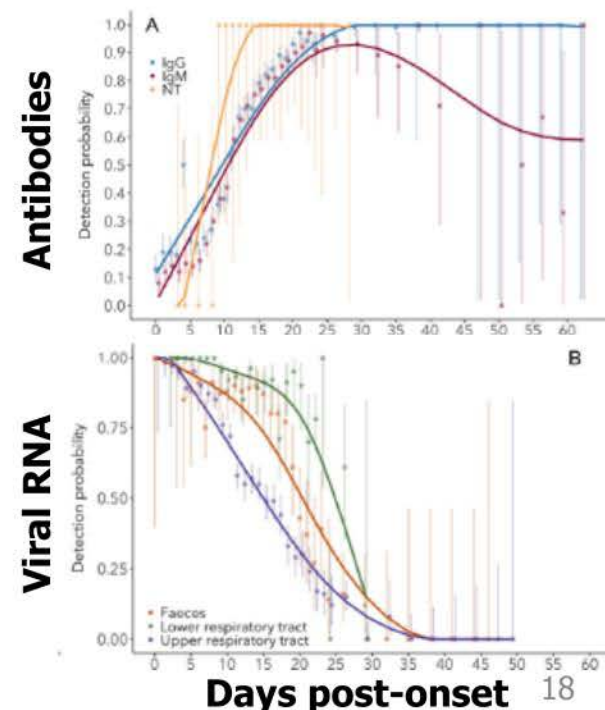 Antibodies
Detection probability
A
IgG
IgM
NT
1.0
0.9
0.8
0.7
0.6
0.5
0.4
0.3
0.2
0.1
0.0
0 5 10 15 20 25 30 35 40 45 50 55 60
Viral RNA
Detection probability
B
1.00
0.75
0.50
0.25
0.00
Faeces
Lower respiratory tract
Upper respiratory tract
0 5 10 15 20 25 30 35 40 45 50 55 60
Days post-onset 18